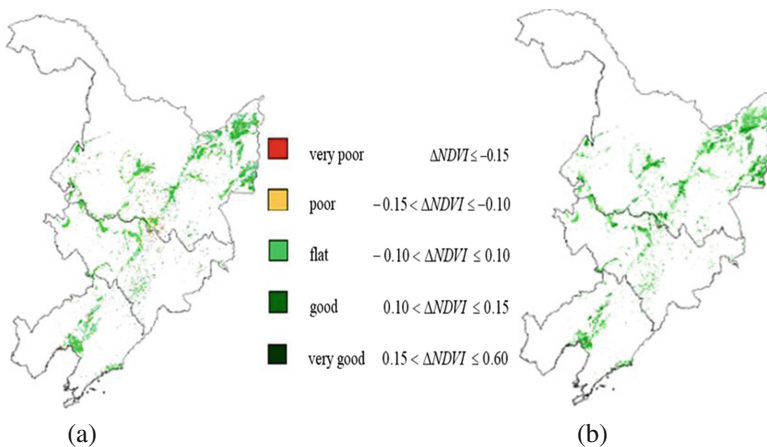 very poor ΔNDVI ≤ −0.15
poor −0.15 < ΔNDVI ≤ −0.10
flat −0.10 < ΔNDVI ≤ 0.10
good 0.10 < ΔNDVI ≤ 0.15
very good 0.15 < ΔNDVI ≤ 0.60
(a) (b)